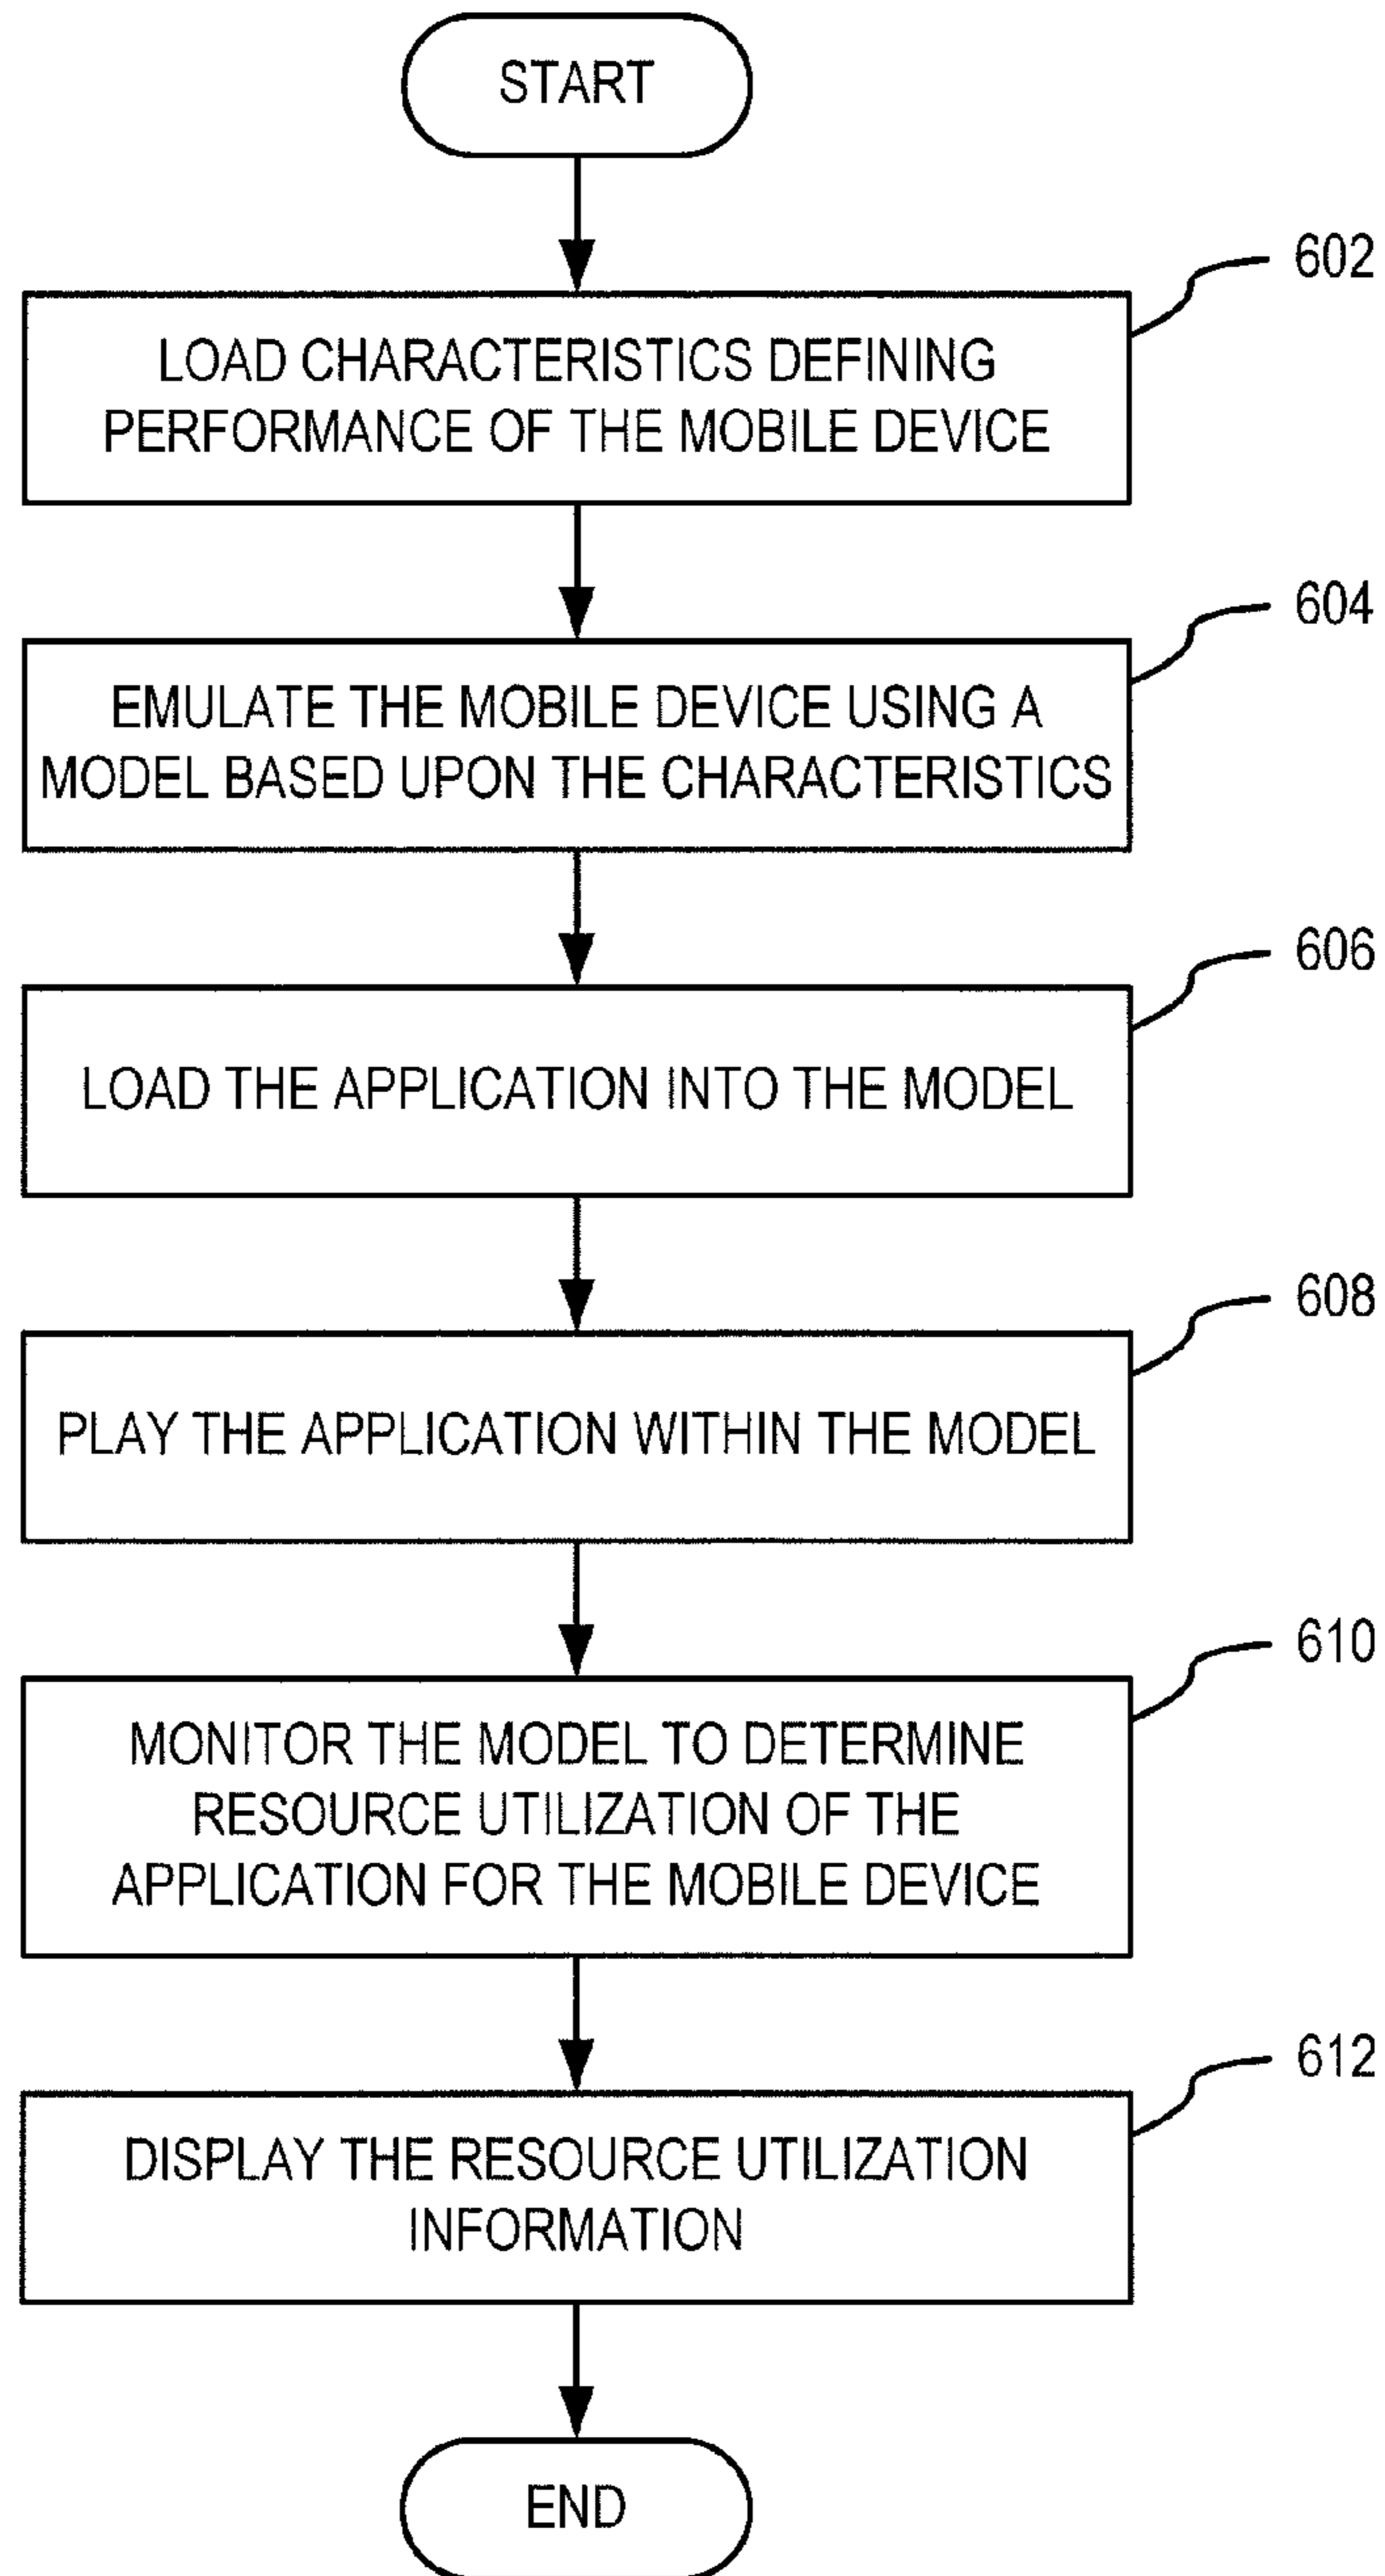 START
602
LOAD CHARACTERISTICS DEFINING
PERFORMANCE OF THE MOBILE DEVICE
604
EMULATE THE MOBILE DEVICE USING A
MODEL BASED UPON THE CHARACTERISTICS
606
LOAD THE APPLICATION INTO THE MODEL
608
PLAY THE APPLICATION WITHIN THE MODEL
610
MONITOR THE MODEL TO DETERMINE
RESOURCE UTILIZATION OF THE
APPLICATION FOR THE MOBILE DEVICE
612
DISPLAY THE RESOURCE UTILIZATION
INFORMATION
END